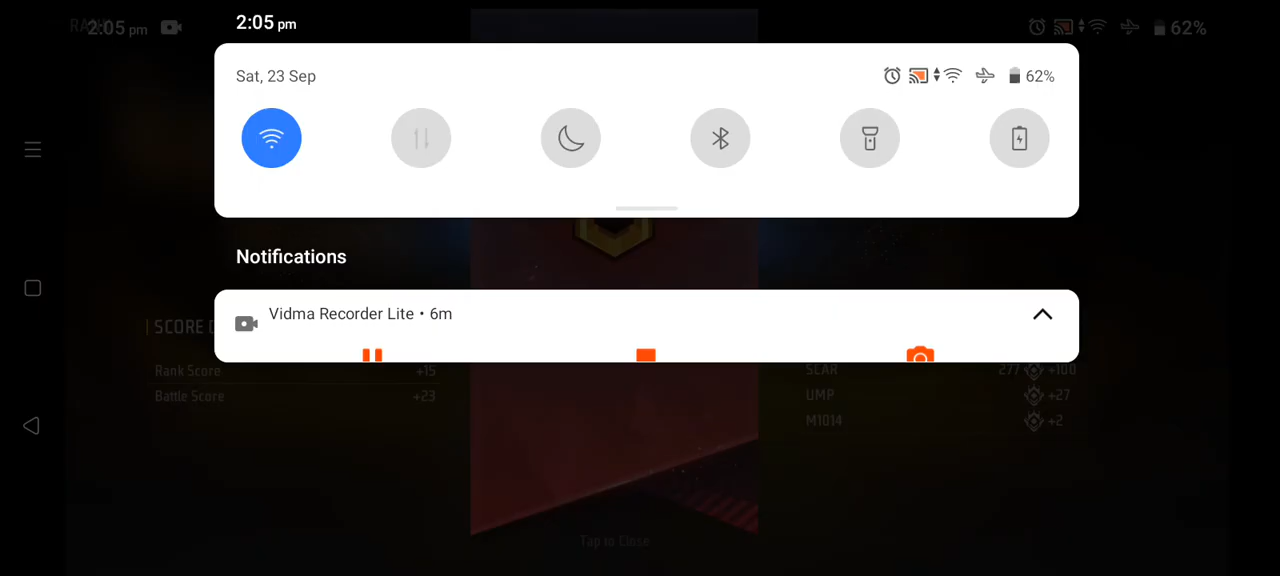 2:05 pm
2:05 pm
62%
Sat, 23 Sep
62%
Notifications
Vidma Recorder Lite • 6m
SCORE
Rank Score +15
Battle Score +23
SCAR 277 +100
UMP +27
M1014 +2
Tap to Close